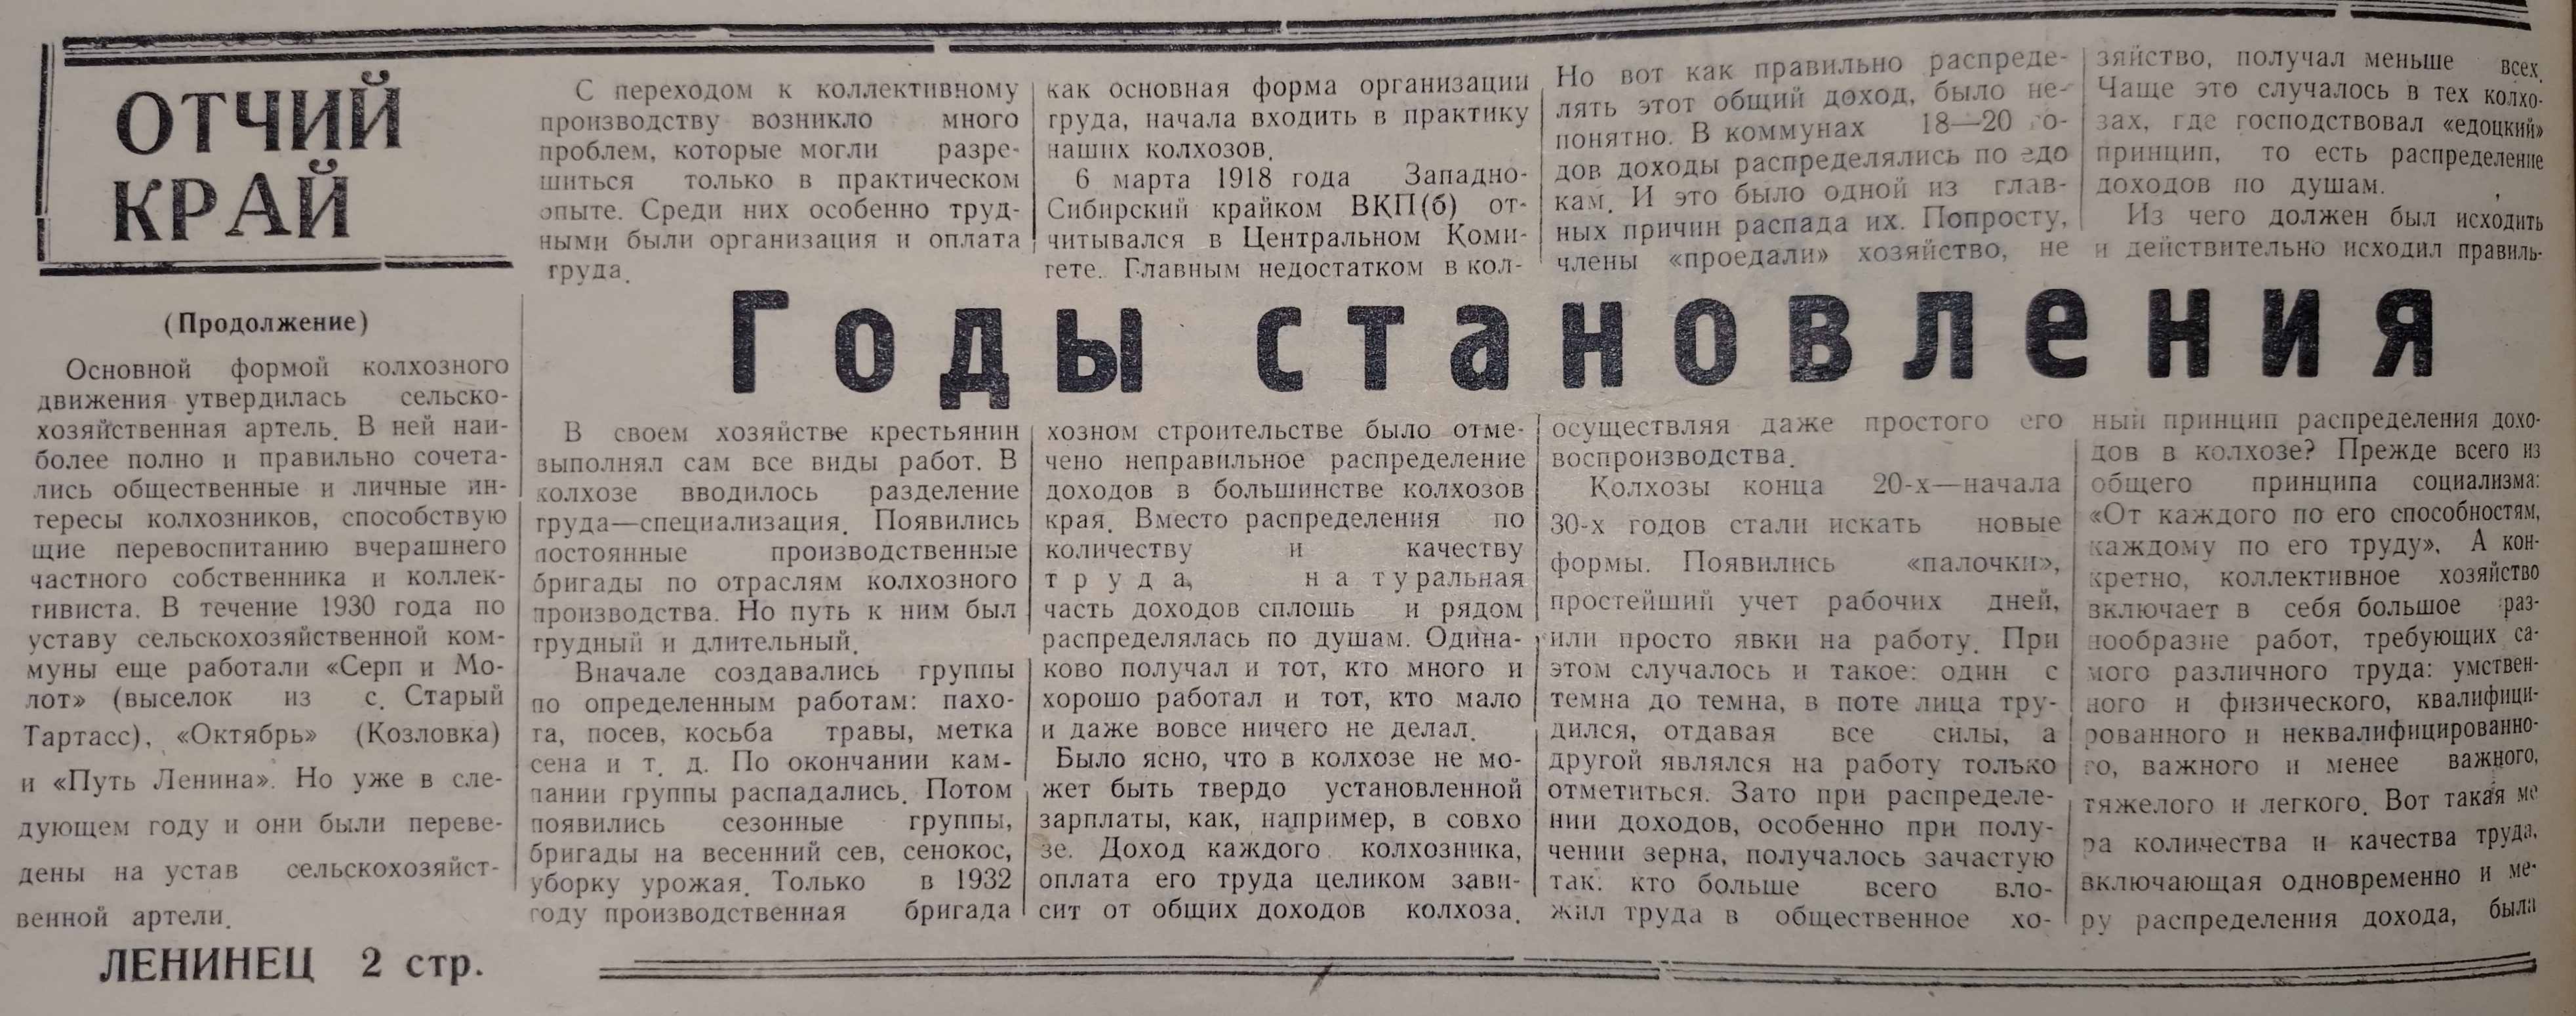 ОТЧИЙ
КРАЙ
(Продолжение)
Основной формой колхозного
движения утвердилась сельско-
хозяйственная артель. В ней наи-
более полно и правильно сочета-
лись общественные и личные ин-
тересы колхозников, способствую
щие перевоспитанию вчерашнего
частного собственника и коллек-
тивиста. В течение 1930 года по
уставу сельскохозяйственной ком-
муны еще работали «Серп и Мо-
лот» (выселок из с. Старый
Тартасс), «Октябрь» (Козловка)
и «Путь Ленина». Но уже в сле-
дующем году и они были переве-
дены на устав сельскохозяйст-
венной артели.
С переходом к коллективному
производству возникло много
проблем, которые могли разре-
шиться только в практическом
опыте. Среди них особенно труд-
ными были организация и оплата
труда.
Годы становления
В своем хозяйстве крестьянин
выполнял сам все виды работ. В
колхозе вводилось разделение
труда—специализация. Появились
постоянные производственные
бригады по отраслям колхозного
производства. Но путь к ним был
трудный и длительный.
Вначале создавались группы
по определенным работам: пахо-
та, посев, косьба травы, метка
сена и т. д. По окончании кам-
пании группы распадались. Потом
появились сезонные группы,
бригады на весенний сев, сенокос,
уборку урожая. Только в 1932
году производственная бригада
как основная форма организации
труда, начала входить в практику
наших колхозов.
6 марта 1918 года Западно-
Сибирский крайком ВКП(б) от-
читывался в Центральном Коми-
тете. Главным недостатком в кол-
хозном строительстве было отме-
чено неправильное распределение
доходов в большинстве колхозов
края. Вместо распределения по
количеству и качеству
труда, натуральная
часть доходов сплошь и рядом
распределялась по душам. Одина-
ково получал и тот, кто много и
хорошо работал и тот, кто мало
и даже вовсе ничего не делал.
Было ясно, что в колхозе не мо-
жет быть твердо установленной
зарплаты, как, например, в совхо
зе. Доход каждого колхозника,
оплата его труда целиком зави-
сит от общих доходов колхоза.
Но вот как правильно распреде-
лять этот общий доход, было не-
понятно. В коммунах 18—20 го-
дов доходы распределялись по едо
кам. И это было одной из глав-
ных причин распада их. Попросту,
члены «проедали» хозяйство, не
осуществляя даже простого его
воспроизводства.
Колхозы конца 20-х—начала
30-х годов стали искать новые
формы. Появились «палочки»,
простейший учет рабочих дней,
или просто явки на работу. При
этом случалось и такое: один с
темна до темна, в поте лица тру-
дился, отдавая все силы, а
другой являлся на работу только
отметиться. Зато при распределе-
нии доходов, особенно при полу-
чении зерна, получалось зачастую
так: кто больше всего вло-
жил труда в общественное хо-
зяйство, получал меньше всех.
Чаще это случалось в тех колхо-
зах, где господствовал «едоцкий»
принцип, то есть распределение
доходов по душам.
Из чего должен был исходить
и действительно исходил правиль-
ный принцип распределения дохо-
дов в колхозе? Прежде всего из
общего принципа социализма:
«От каждого по его способностям,
каждому по его труду». А кон-
кретно, коллективное хозяйство
включает в себя большое раз-
нообразие работ, требующих са-
мого различного труда: умствен-
ного и физического, квалифици-
рованного и неквалифицированно-
го, важного и менее важного,
тяжелого и легкого. Вот такая ме
ра количества и качества труда,
включающая одновременно и ме-
ру распределения дохода, была
ЛЕНИНЕЦ 2 стр.